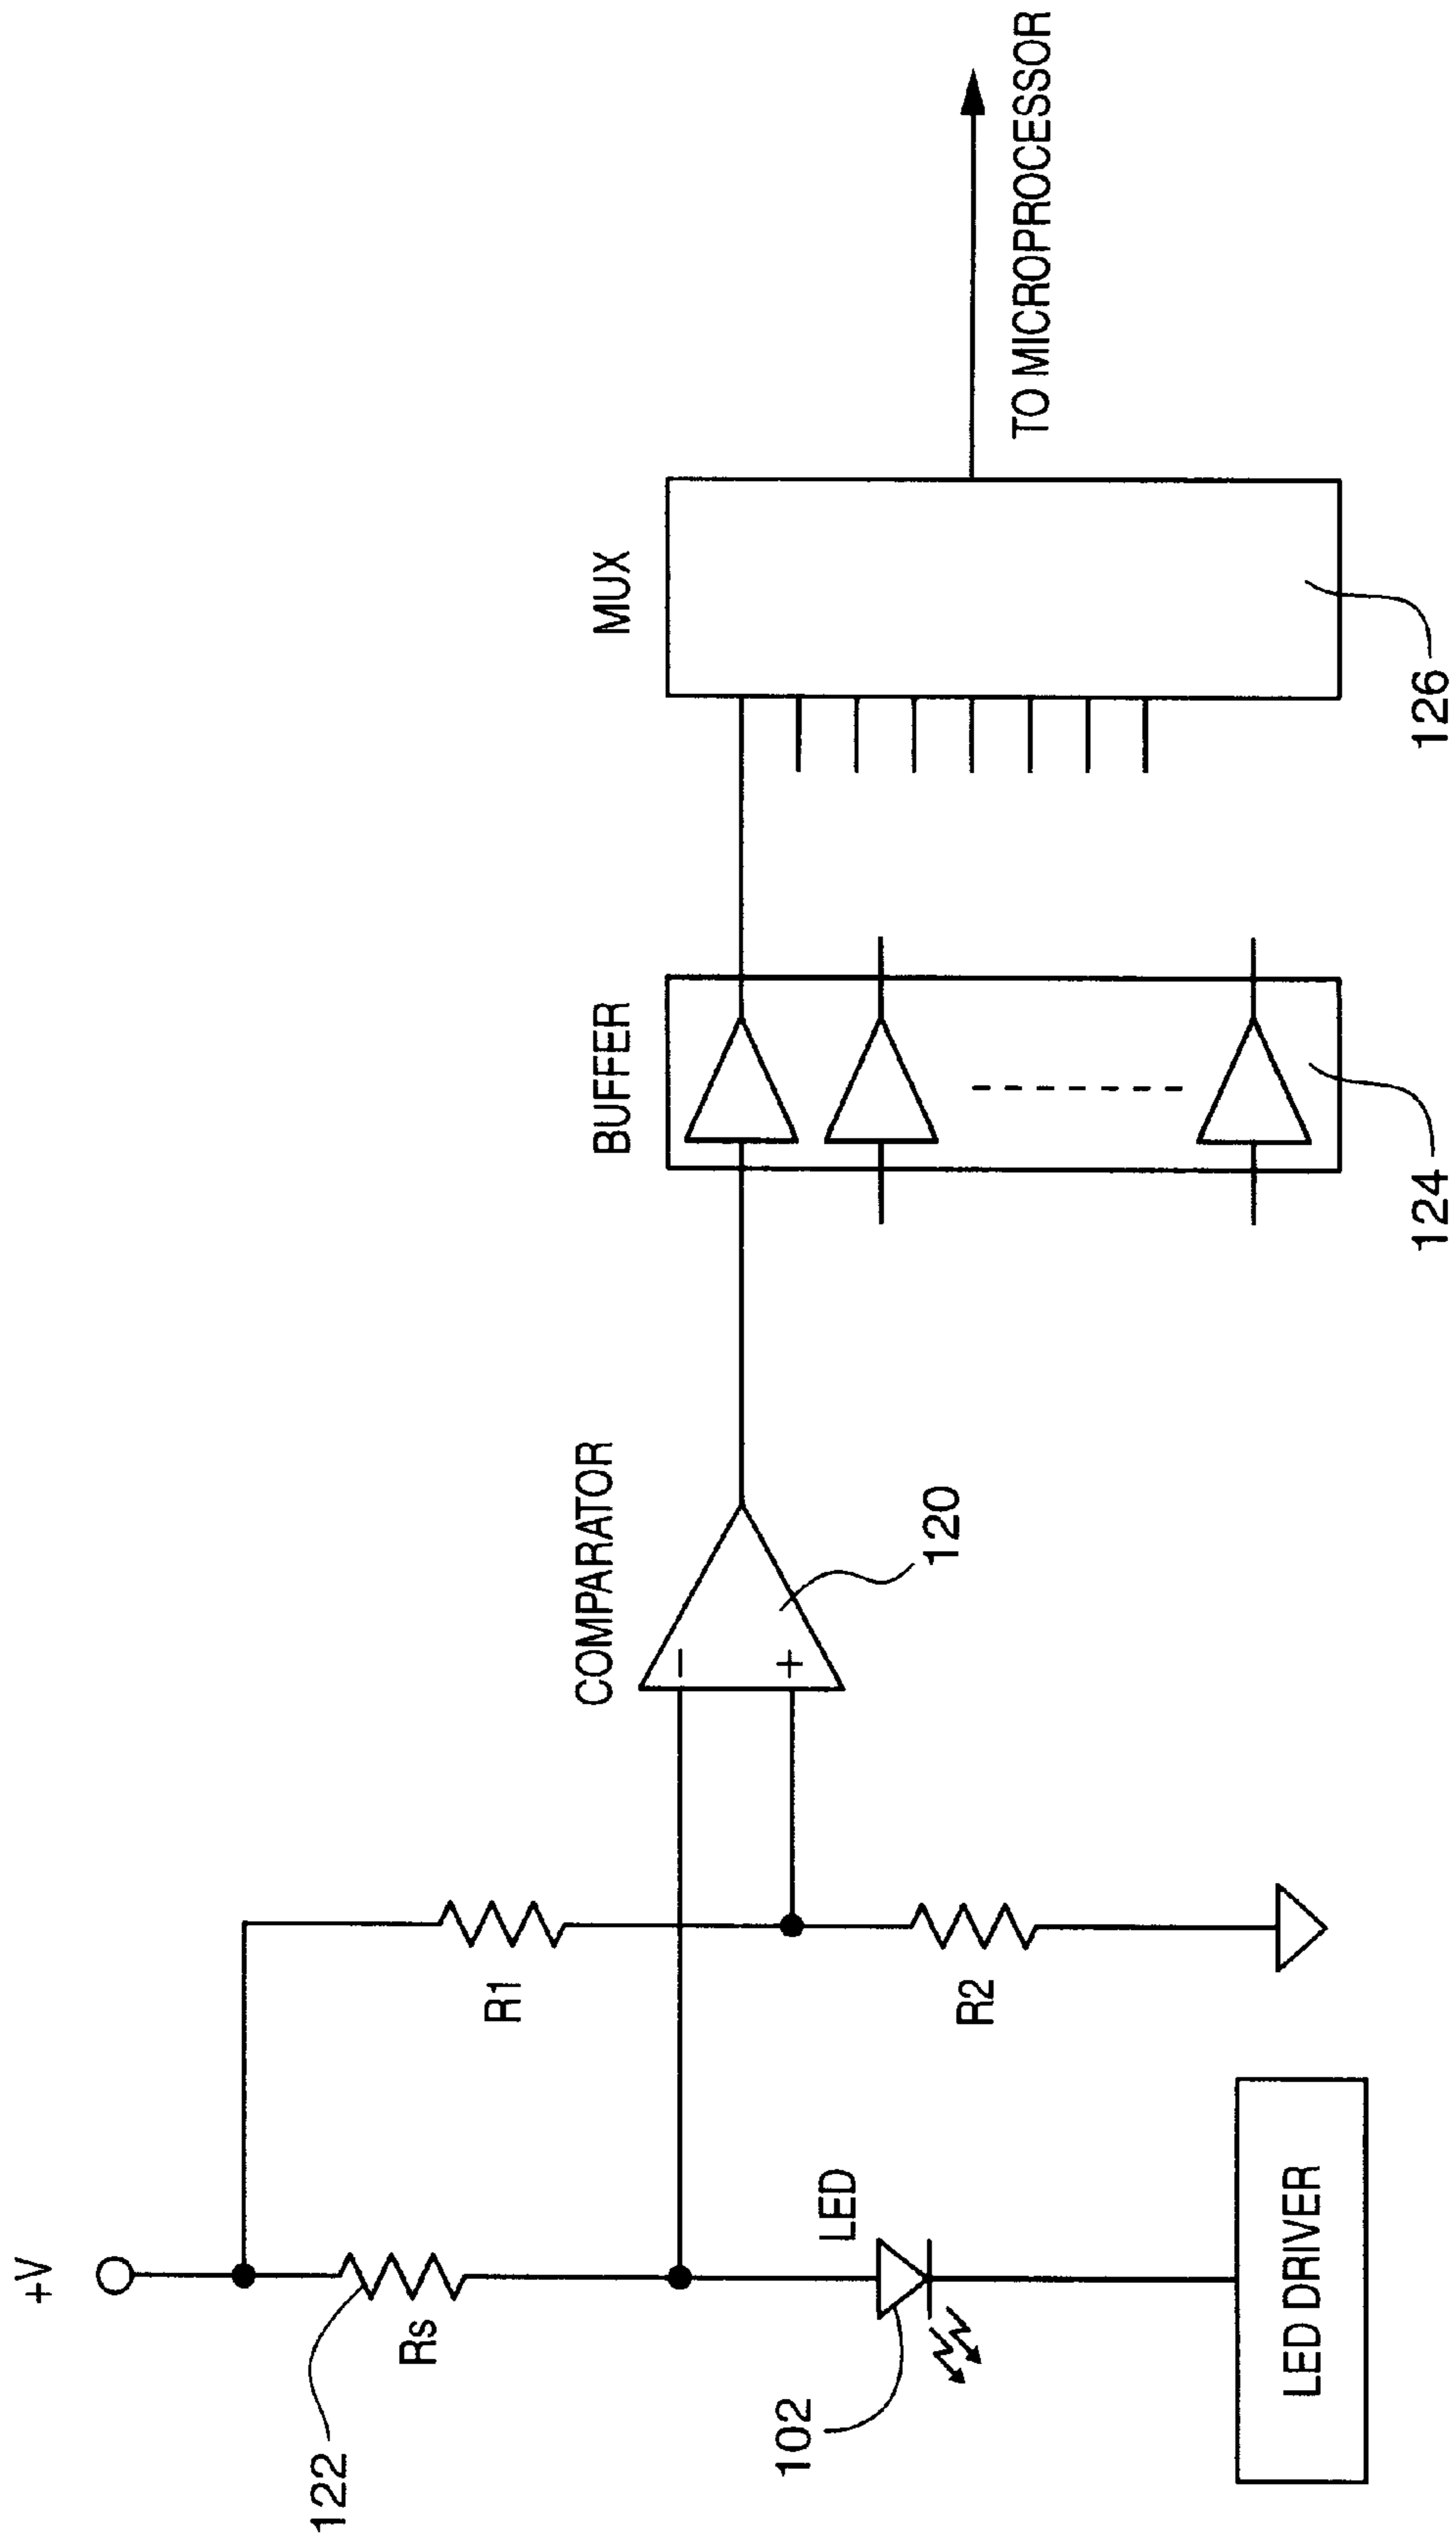 +V
122
Rs
R1
102
LED
LED DRIVER
R2
COMPARATOR
−
+
120
BUFFER
124
MUX
126
TO MICROPROCESSOR